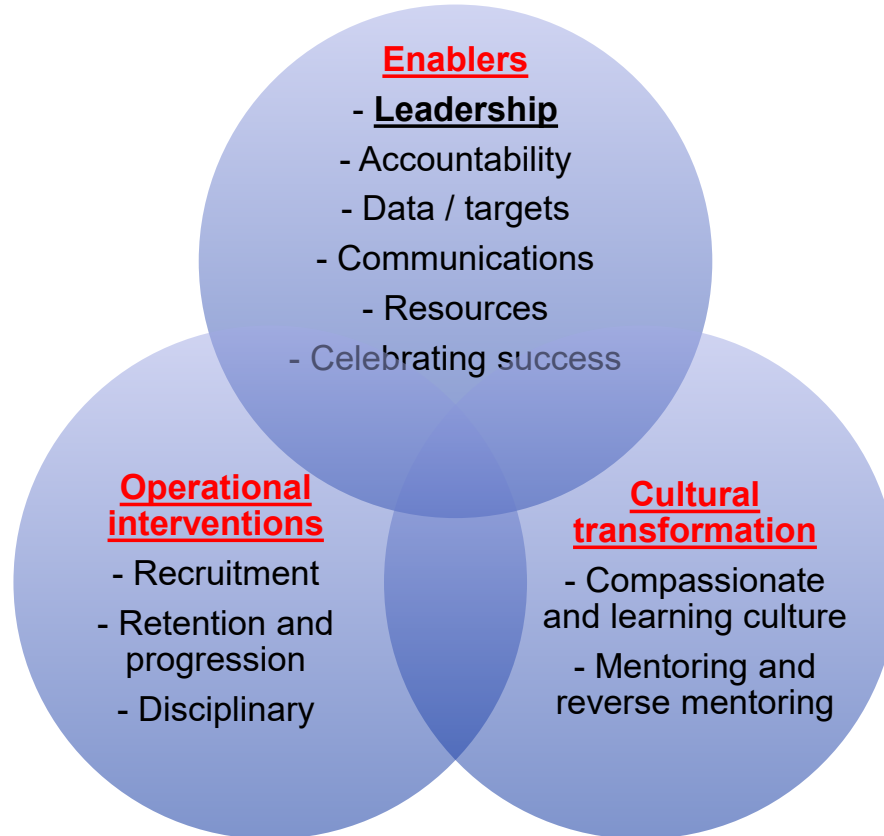 Enablers
- Leadership
- Accountability
- Data / targets
- Communications
- Resources
- Celebrating success
Operational
interventions
- Recruitment
- Retention and
progression
- Disciplinary
Cultural
transformation
- Compassionate
and learning culture
- Mentoring and
reverse mentoring